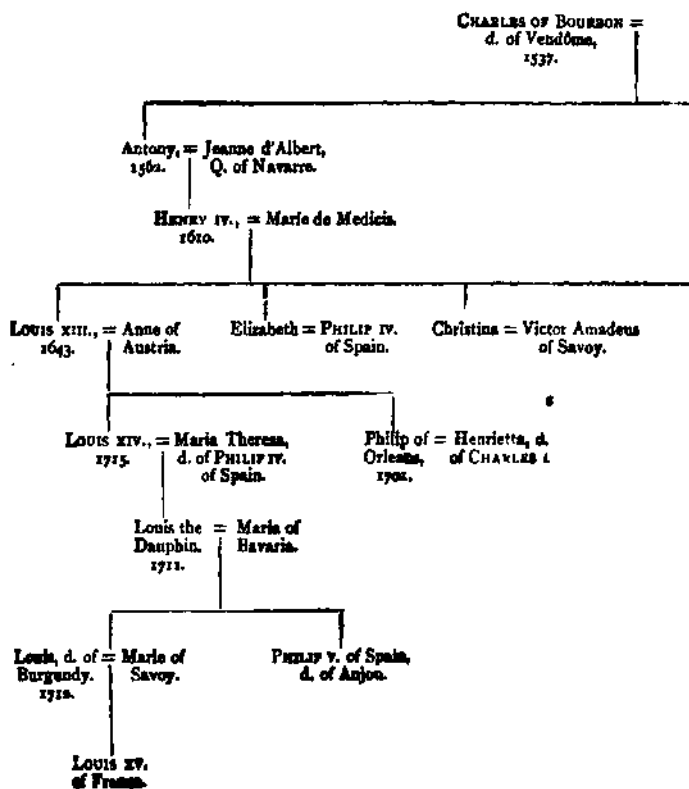 CHARLES OF BOURBON =
d. of Vendôme,
1537.
Antony, = Jeanne d'Albert,
1562. Q. of Navarre.
HENRY IV., = Marie de Medicis.
1610.
LOUIS XIII., = Anne of Elizabeth = PHILIP IV. Christina = Victor Amadeus
1643. Austria. of Spain. of Savoy.
LOUIS XIV., = Maria Theresa, Philip of = Henrietta, d.
1715. d. of PHILIP IV. Orleans, of CHARLES I.
of Spain. 1701.
Louis the = Maria of
Dauphin. Bavaria.
1711.
Louis, d. of = Marie of PHILIP V. of Spain,
Burgundy. Savoy. d. of Anjou.
1712.
LOUIS XV.
of France.